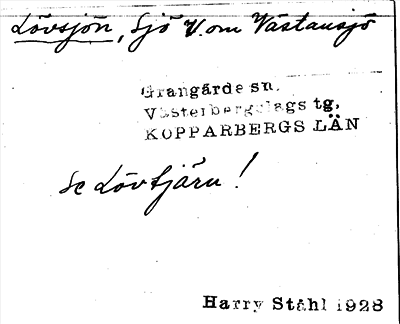 Lövsjön, Sjö V. om Västansjö
Grangärde sn.
Västerbergslags tg,
KOPPARBERGS LÄN
Se Lövtjärn!
Harry Ståhl 1928